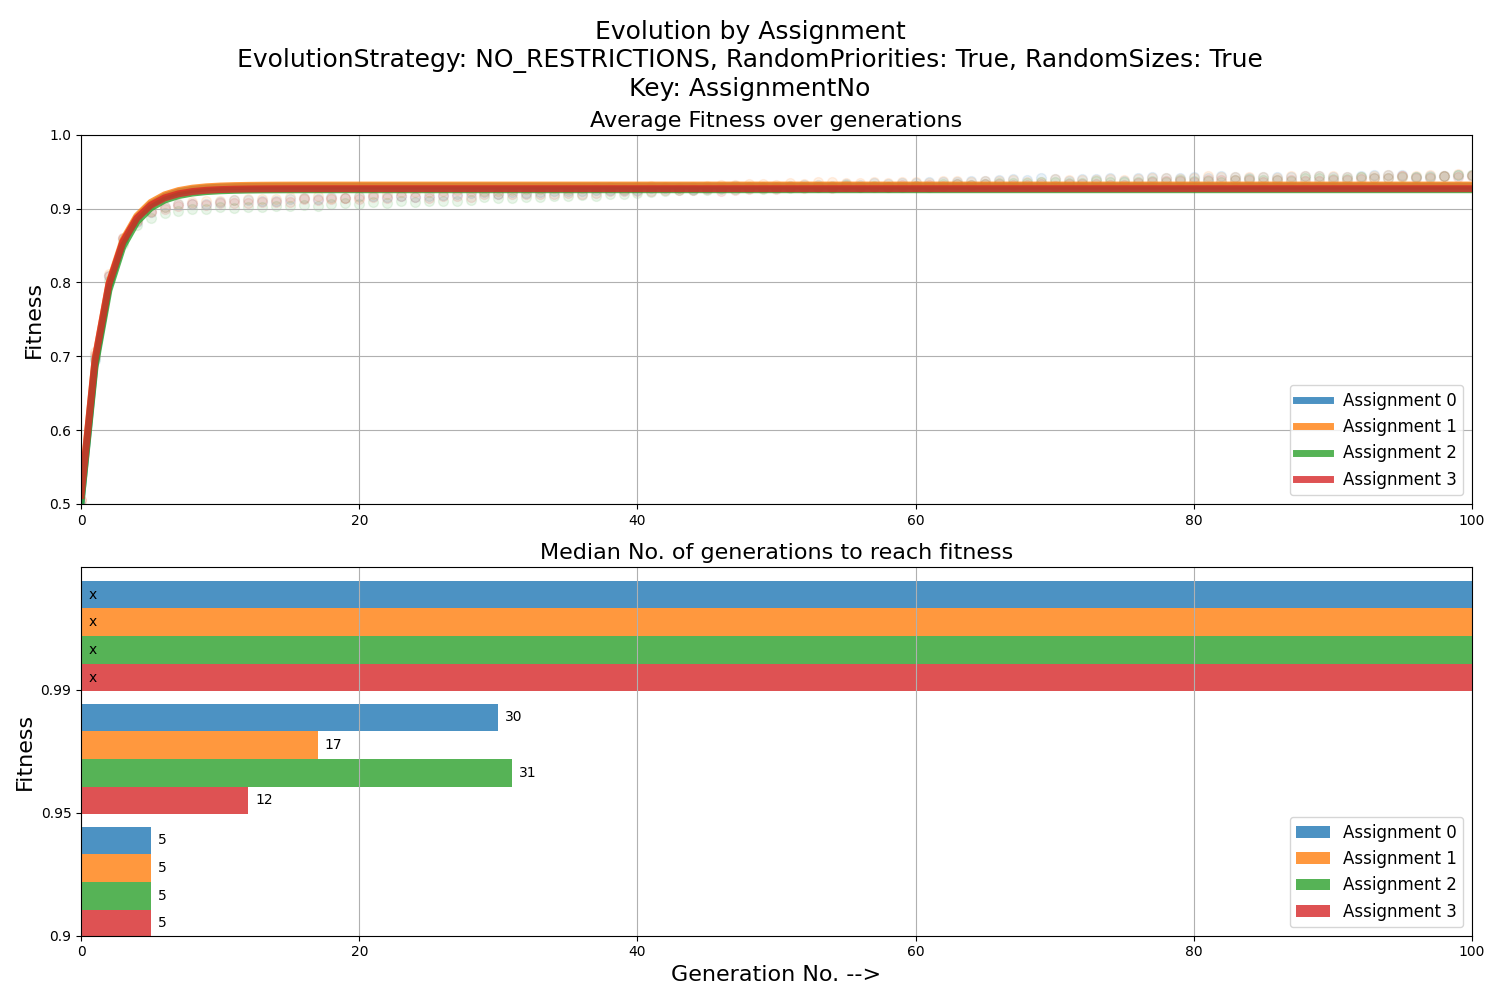 Evolution by Assignment
EvolutionStrategy: NO_RESTRICTIONS, RandomPriorities: True, RandomSizes: True
Key: AssignmentNo
Average Fitness over generations
1.0
0.9
0.8
0.7
0.6
0.5
Fitness
0
20
40
60
80
100
Assignment 0
Assignment 1
Assignment 2
Assignment 3
Median No. of generations to reach fitness
x
x
x
x
0.99
30
17
31
12
0.95
5
5
5
5
0.9
Fitness
Assignment 0
Assignment 1
Assignment 2
Assignment 3
0
20
40
60
80
100
Generation No. -->